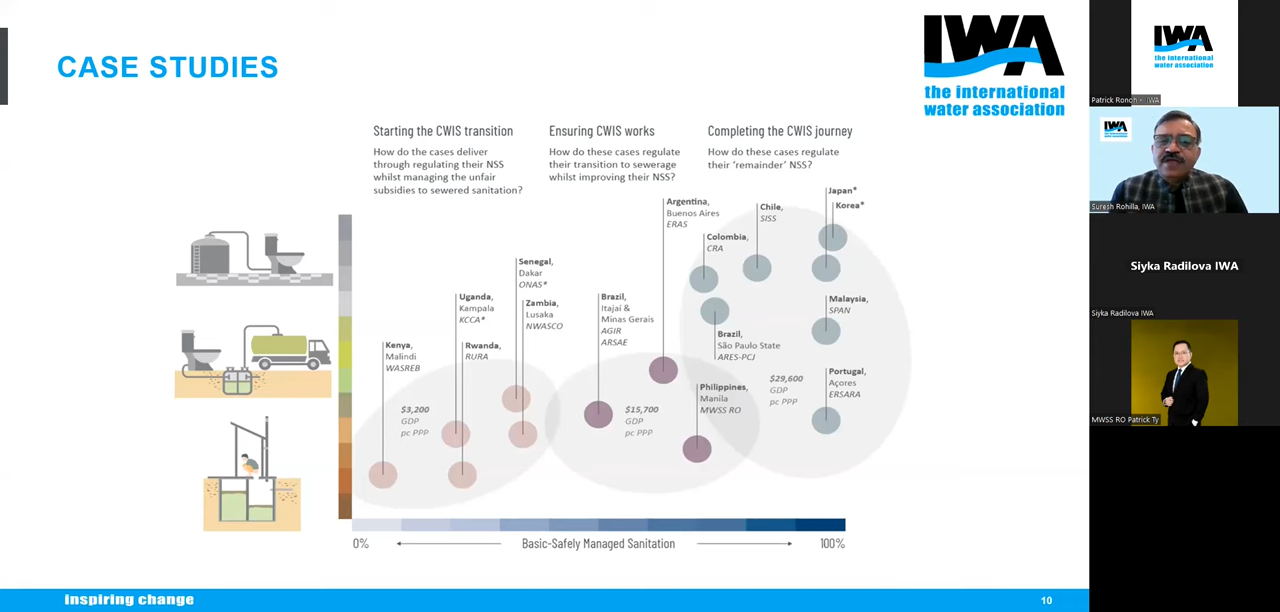 CASE STUDIES
IWA
the international
water association
Starting the CWIS transition
How do the cases deliver
through regulating their NSS
whilst managing the unfair
subsidies to sewered sanitation?
Ensuring CWIS works
How do these cases regulate
their transition to sewerage
whilst improving their NSS?
Completing the CWIS journey
How do these cases regulate
their ‘remainder’ NSS?
Kenya,
Malindi
WASREB
Uganda,
Kampala
KCCA*
Rwanda,
RURA
Senegal,
Dakar
ONAS*
Zambia,
Lusaka
NWASCO
$3,200
GDP
pc PPP
Brazil,
Itajaí &
Minas Gerais
AGIR
ARSAE
Argentina,
Buenos Aires
ERAS
$15,700
GDP
pc PPP
Philippines,
Manila
MWSS RO
Colombia,
CRA
Brazil,
São Paulo State
ARES-PCJ
Chile,
SISS
Japan*
Korea*
Malaysia,
SPAN
Portugal,
Açores
ERSARA
$29,600
GDP
pc PPP
0%
Basic-Safely Managed Sanitation
100%
inspiring change
10
IWA
the international
water association
Patrick Ronoh - IWA
IWA
Suresh Rohilla, IWA
Siyka Radilova IWA
Siyka Radilova IWA
MWSS RO Patrick Ty